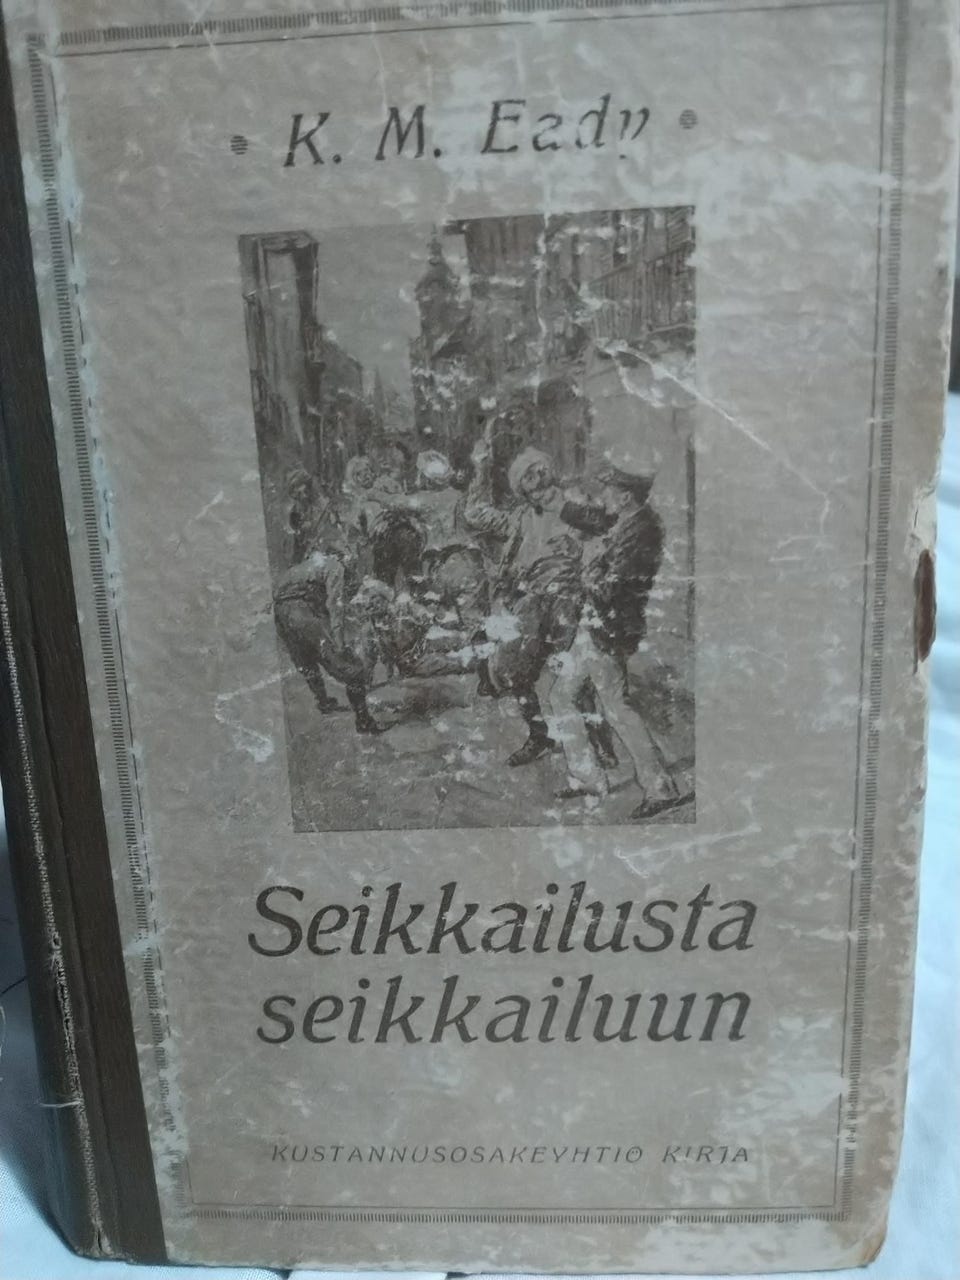 K. M. Eady
Seikkailusta
seikkailuun
KUSTANNUSOSAKEYHTIÖ KIRJA